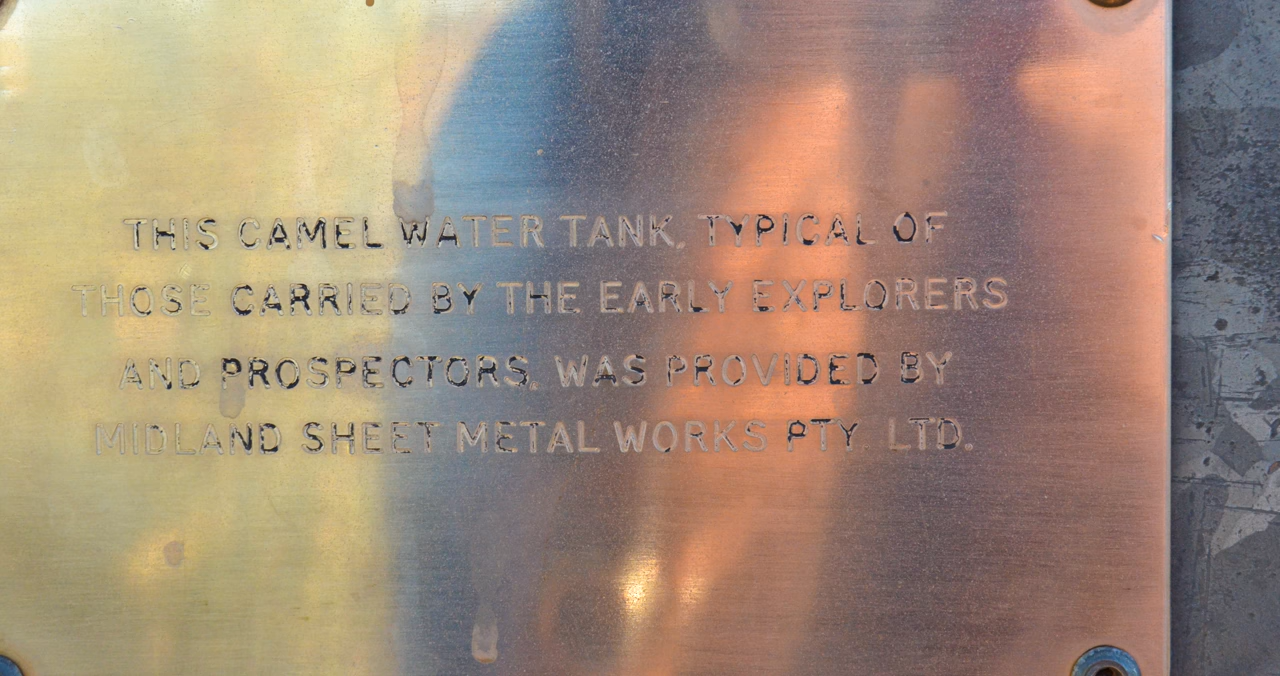 THIS CAMEL WATER TANK, TYPICAL OF
THOSE CARRIED BY THE EARLY EXPLORERS
AND PROSPECTORS, WAS PROVIDED BY
MIDLAND SHEET METAL WORKS PTY. LTD.